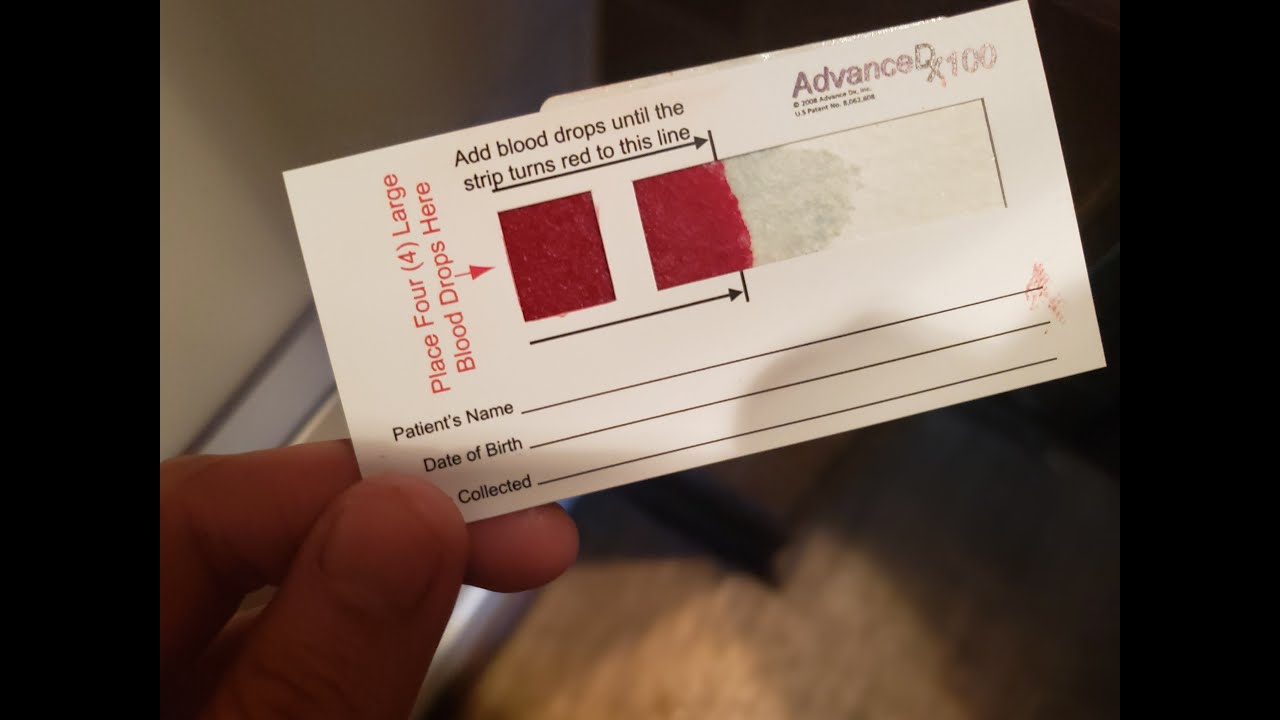 AdvanceDx100
© 2008 Advance Dx, Inc.
U.S Patent No. 8,062,608
Add blood drops until the
strip turns red to this line
Place Four (4) Large
Blood Drops Here
Patient's Name
Date of Birth
Collected